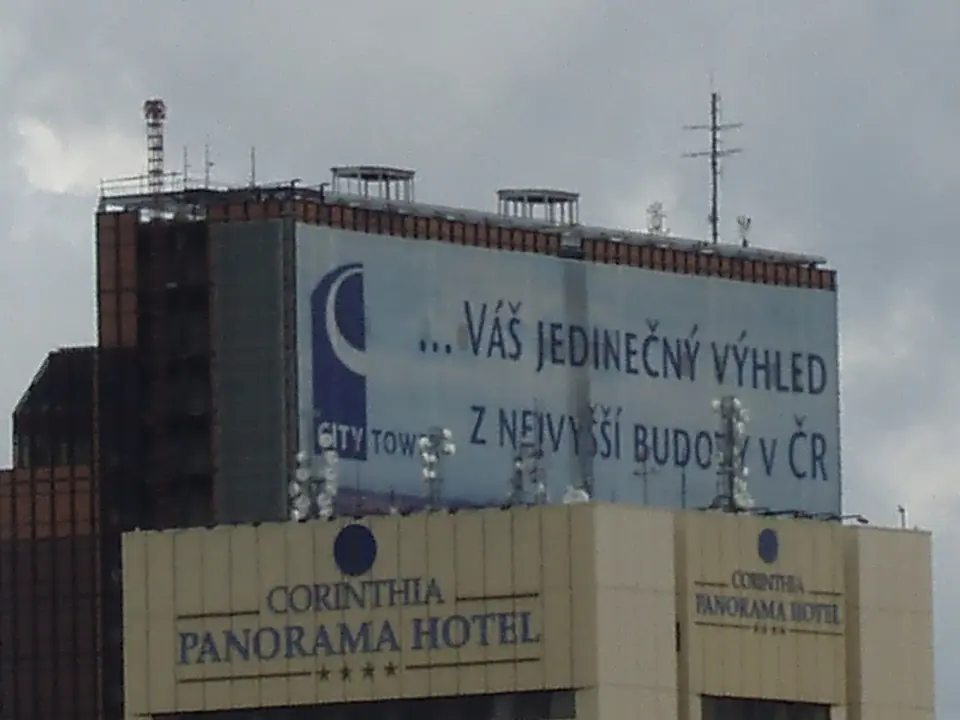 ... VÁŠ JEDINEČNÝ VÝHLED
Z NEJVYŠŠÍ BUDOVY V ČR
CITY
CORINTHIA
PANORAMA HOTEL
CORINTHIA
PANORAMA HOTEL